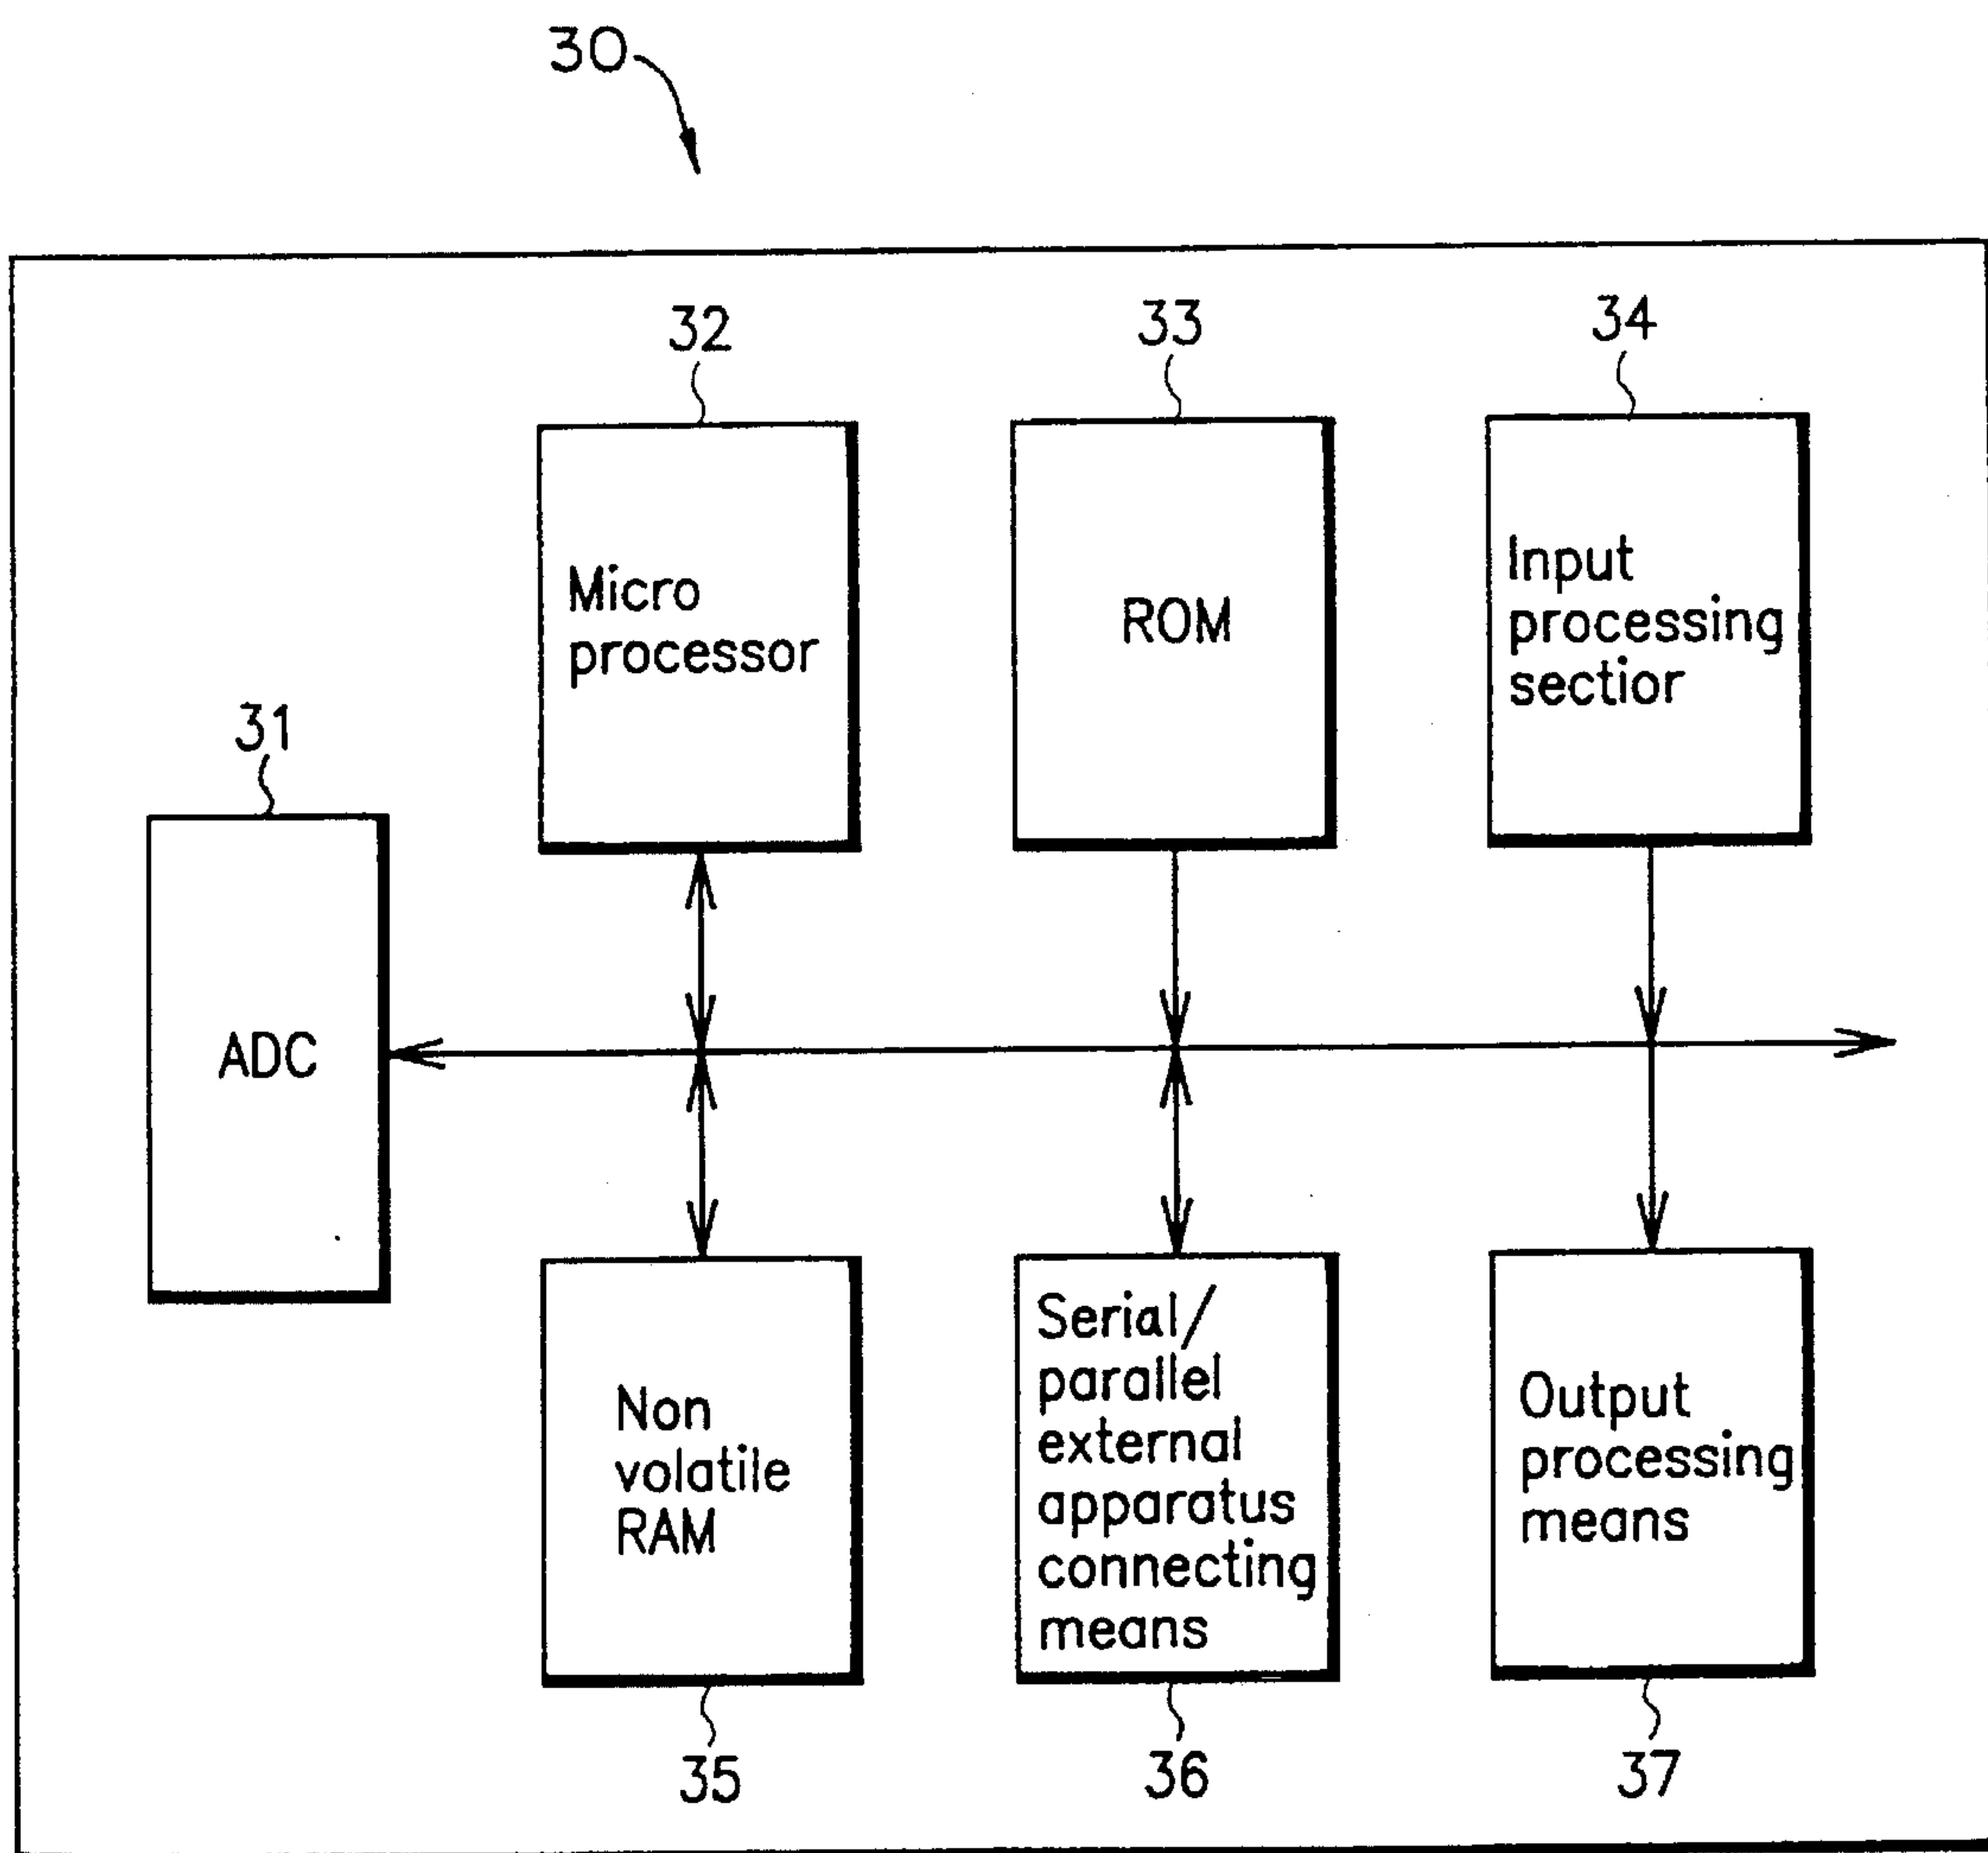 30
32
33
34
Micro
processor
ROM
Input
processing
sectior
31
ADC
Non
volatile
RAM
Serial/
parallel
external
apparatus
connecting
means
Output
processing
means
35
36
37